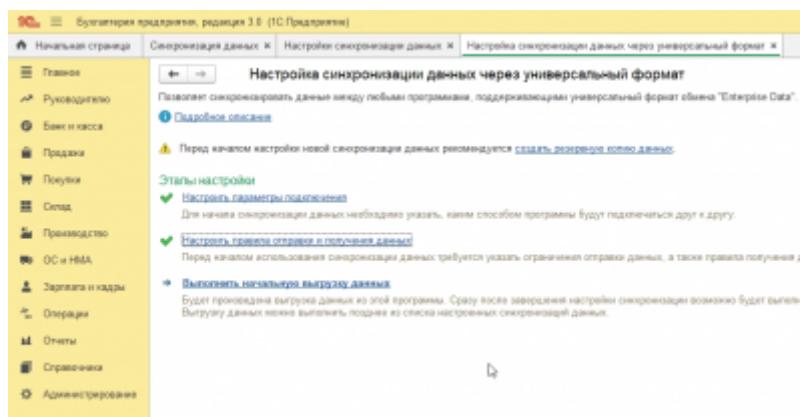 1С Бухгалтерия предприятия, редакция 3.0 (1С:Предприятие)
Начальная страница Синхронизация данных × Настройки синхронизации данных × Настройка синхронизации данных через универсальный формат ×
Главное
Руководителю
Банк и касса
Продажи
Покупки
Склад
Производство
ОС и НМА
Зарплата и кадры
Операции
Отчеты
Справочники
Администрирование
Настройка синхронизации данных через универсальный формат
Позволяет синхронизировать данные между любыми программами, поддерживающими универсальный формат обмена "Enterprise Data".
Подробное описание
Перед началом настройки новой синхронизации данных рекомендуется создать резервную копию данных.
Этапы настройки
Настроить параметры подключения
Для начала синхронизации данных необходимо указать, каким способом программы будут подключаться друг к другу.
Настроить правила отправки и получения данных
Перед началом использования синхронизации данных требуется указать ограничения отправки данных, а также правила получения д
Выполнить начальную выгрузку данных
Будет произведена выгрузка данных из этой программы. Сразу после завершения настройки синхронизации возможно будет выполн
Выгрузку данных можно выполнить позднее из списка настроенных синхронизаций данных.